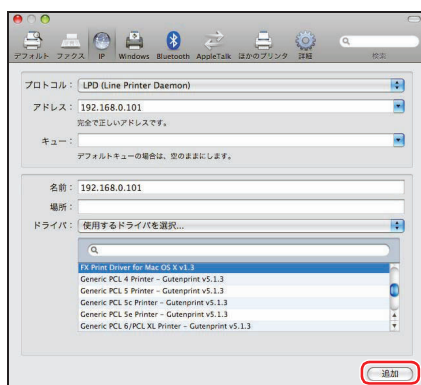 デフォルト ファクス IP Windows Bluetooth AppleTalk ほかのプリンタ 詳細 検索
プロトコル： LPD (Line Printer Daemon)
アドレス： 192.168.0.101
完全で正しいアドレスです。
キュー：
デフォルトキューの場合は、空のままにします。
名前： 192.168.0.101
場所：
ドライバ： 使用するドライバを選択...
FX Print Driver for Mac OS X v1.3
Generic PCL 4 Printer – Gutenprint v5.1.3
Generic PCL 5 Printer – Gutenprint v5.1.3
Generic PCL 5c Printer – Gutenprint v5.1.3
Generic PCL 5e Printer – Gutenprint v5.1.3
Generic PCL 6/PCL XL Printer – Gutenprint v5.1.3
追加